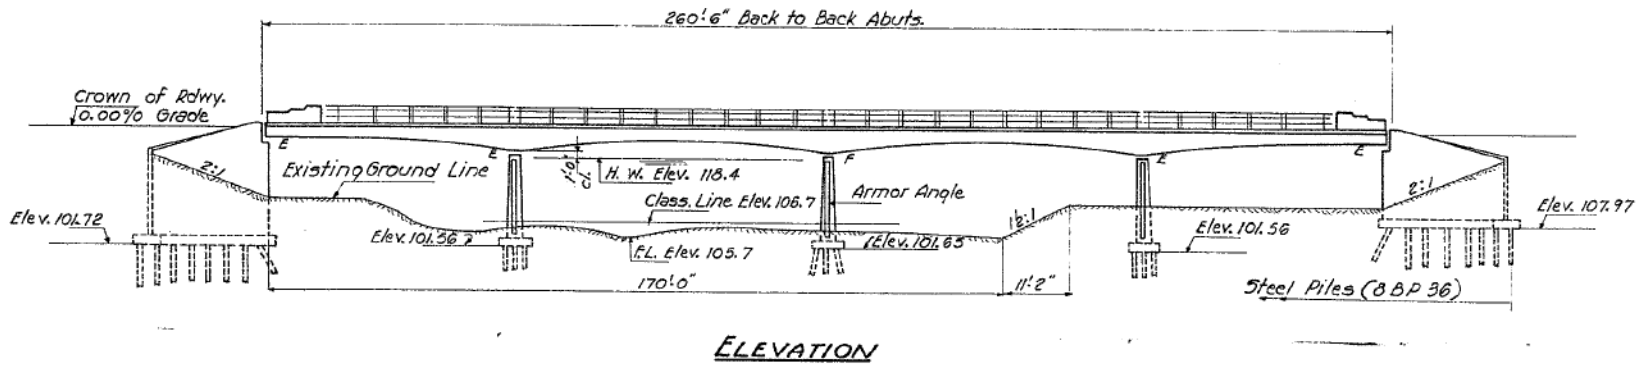 260'-6" Back to Back Abuts.
Crown of Rdwy.
0.00% Grade
E
E
F
E
E
2:1
Existing Ground Line
1'-0"
Cl.
H. W. Elev. 118.4
Armor Angle
2:1
Class. Line Elev. 106.7
Elev. 101.72
Elev. 101.56
F.L. Elev. 105.7
Elev. 101.65
1½:1
Elev. 101.56
Elev. 107.97
170'-0"
11'-2"
Steel Piles (8 BP 36)
ELEVATION